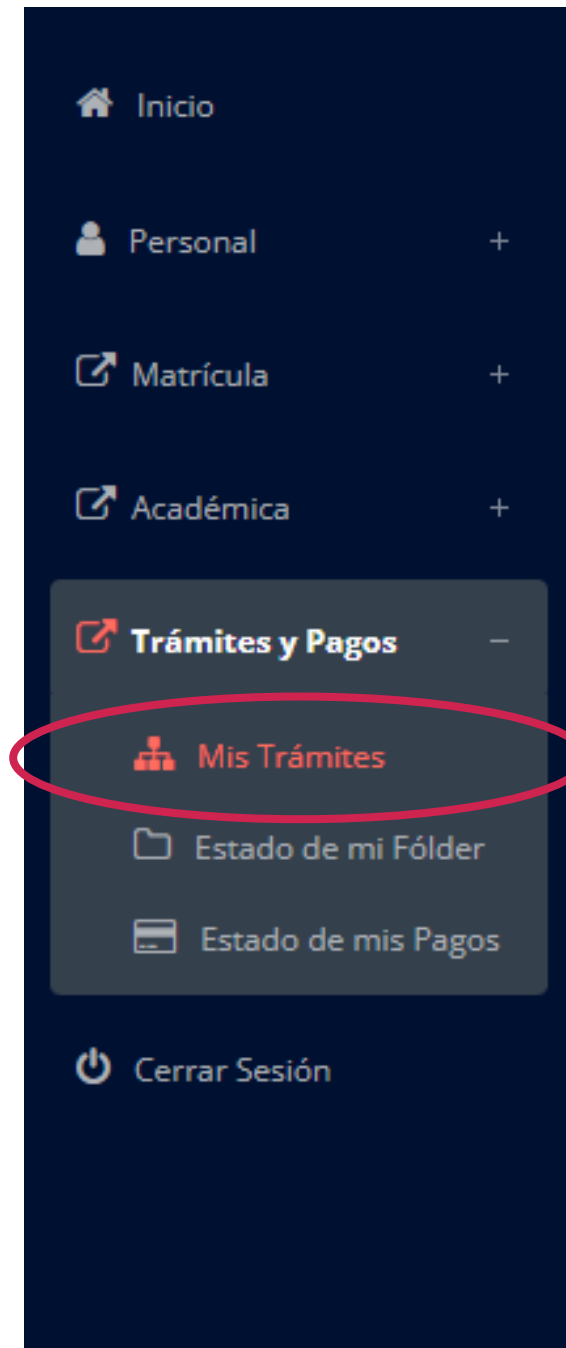 Inicio
Personal +
Matrícula +
Académica +
Trámites y Pagos −
Mis Trámites
Estado de mi Fólder
Estado de mis Pagos
Cerrar Sesión